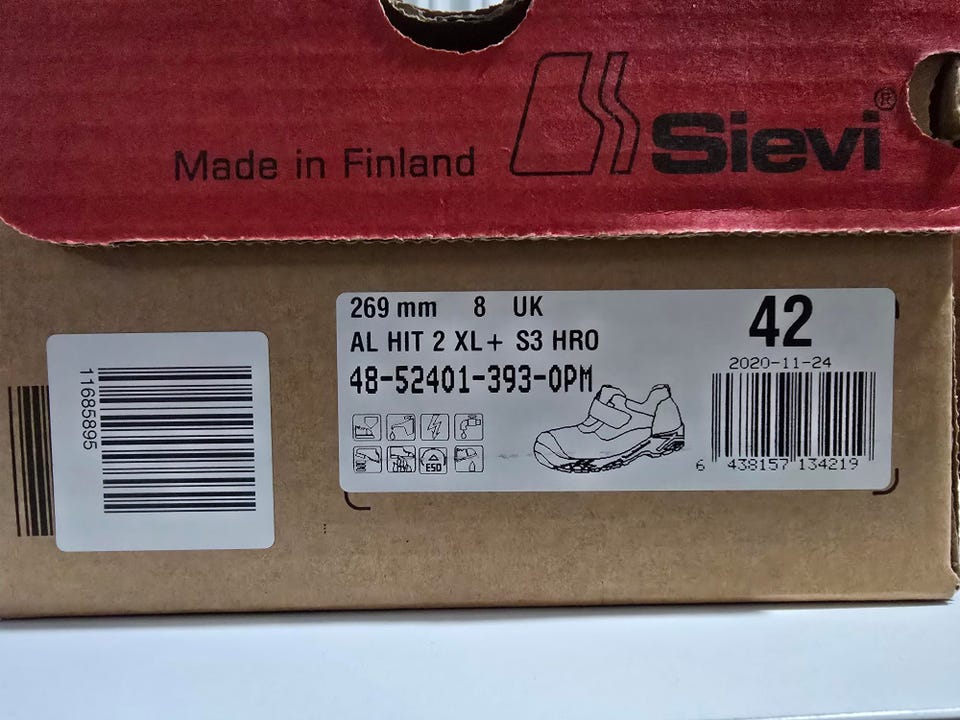 Made in Finland
Sievi®
269 mm 8 UK
42
AL HIT 2 XL+ S3 HRO
48-52401-393-0PM
2020-11-24
ESD
6 438157 134219
11685895